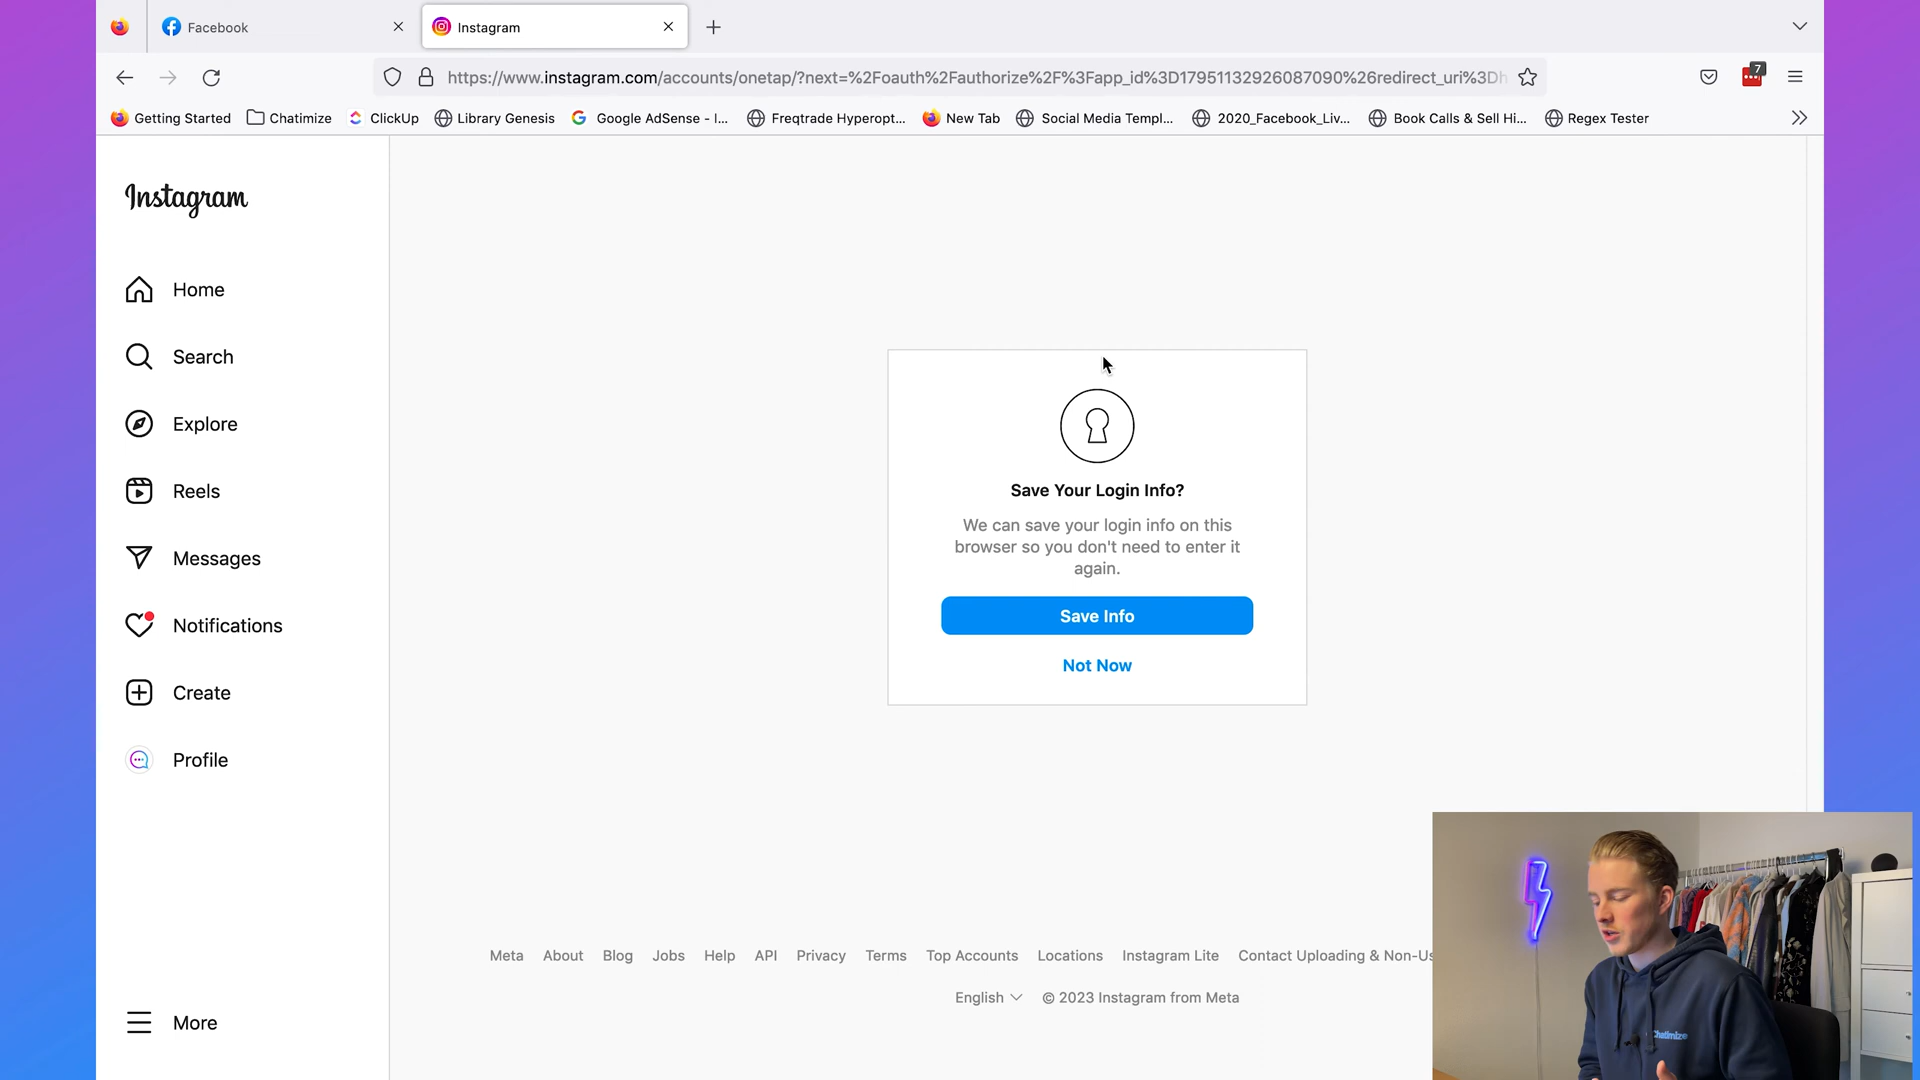 Facebook
Instagram
https://www.instagram.com/accounts/onetap/?next=%2Foauth%2Fauthorize%2F%3Fapp_id%3D17951132926087090%26redirect_uri%3Dh
7
Getting Started
Chatimize
ClickUp
Library Genesis
Google AdSense - I...
Freqtrade Hyperopt...
New Tab
Social Media Templ...
2020_Facebook_Liv...
Book Calls & Sell Hi...
Regex Tester
Instagram
Home
Search
Explore
Reels
Messages
Notifications
Create
Profile
More
Save Your Login Info?
We can save your login info on this
browser so you don't need to enter it
again.
Save Info
Not Now
Meta About Blog Jobs Help API Privacy Terms Top Accounts Locations Instagram Lite Contact Uploading & Non-Us
English © 2023 Instagram from Meta
Chatimize